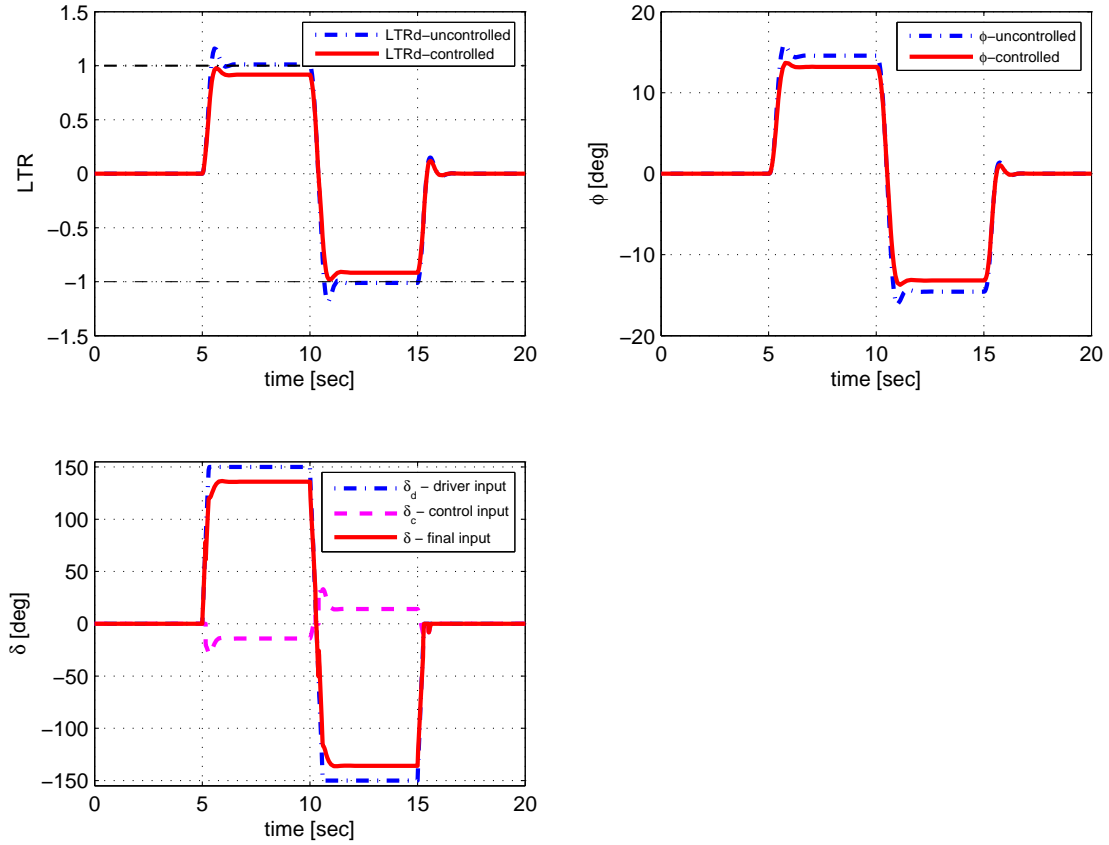 1.5
1
0.5
0
−0.5
−1
−1.5
LTR
LTRd−uncontrolled
LTRd−controlled
0 5 10 15 20
time [sec]
20
10
0
−10
−20
ϕ [deg]
ϕ−uncontrolled
ϕ−controlled
0 5 10 15 20
time [sec]
150
100
50
0
−50
−100
−150
δ [deg]
δd − driver input
δc− control input
δ − final input
0 5 10 15 20
time [sec]